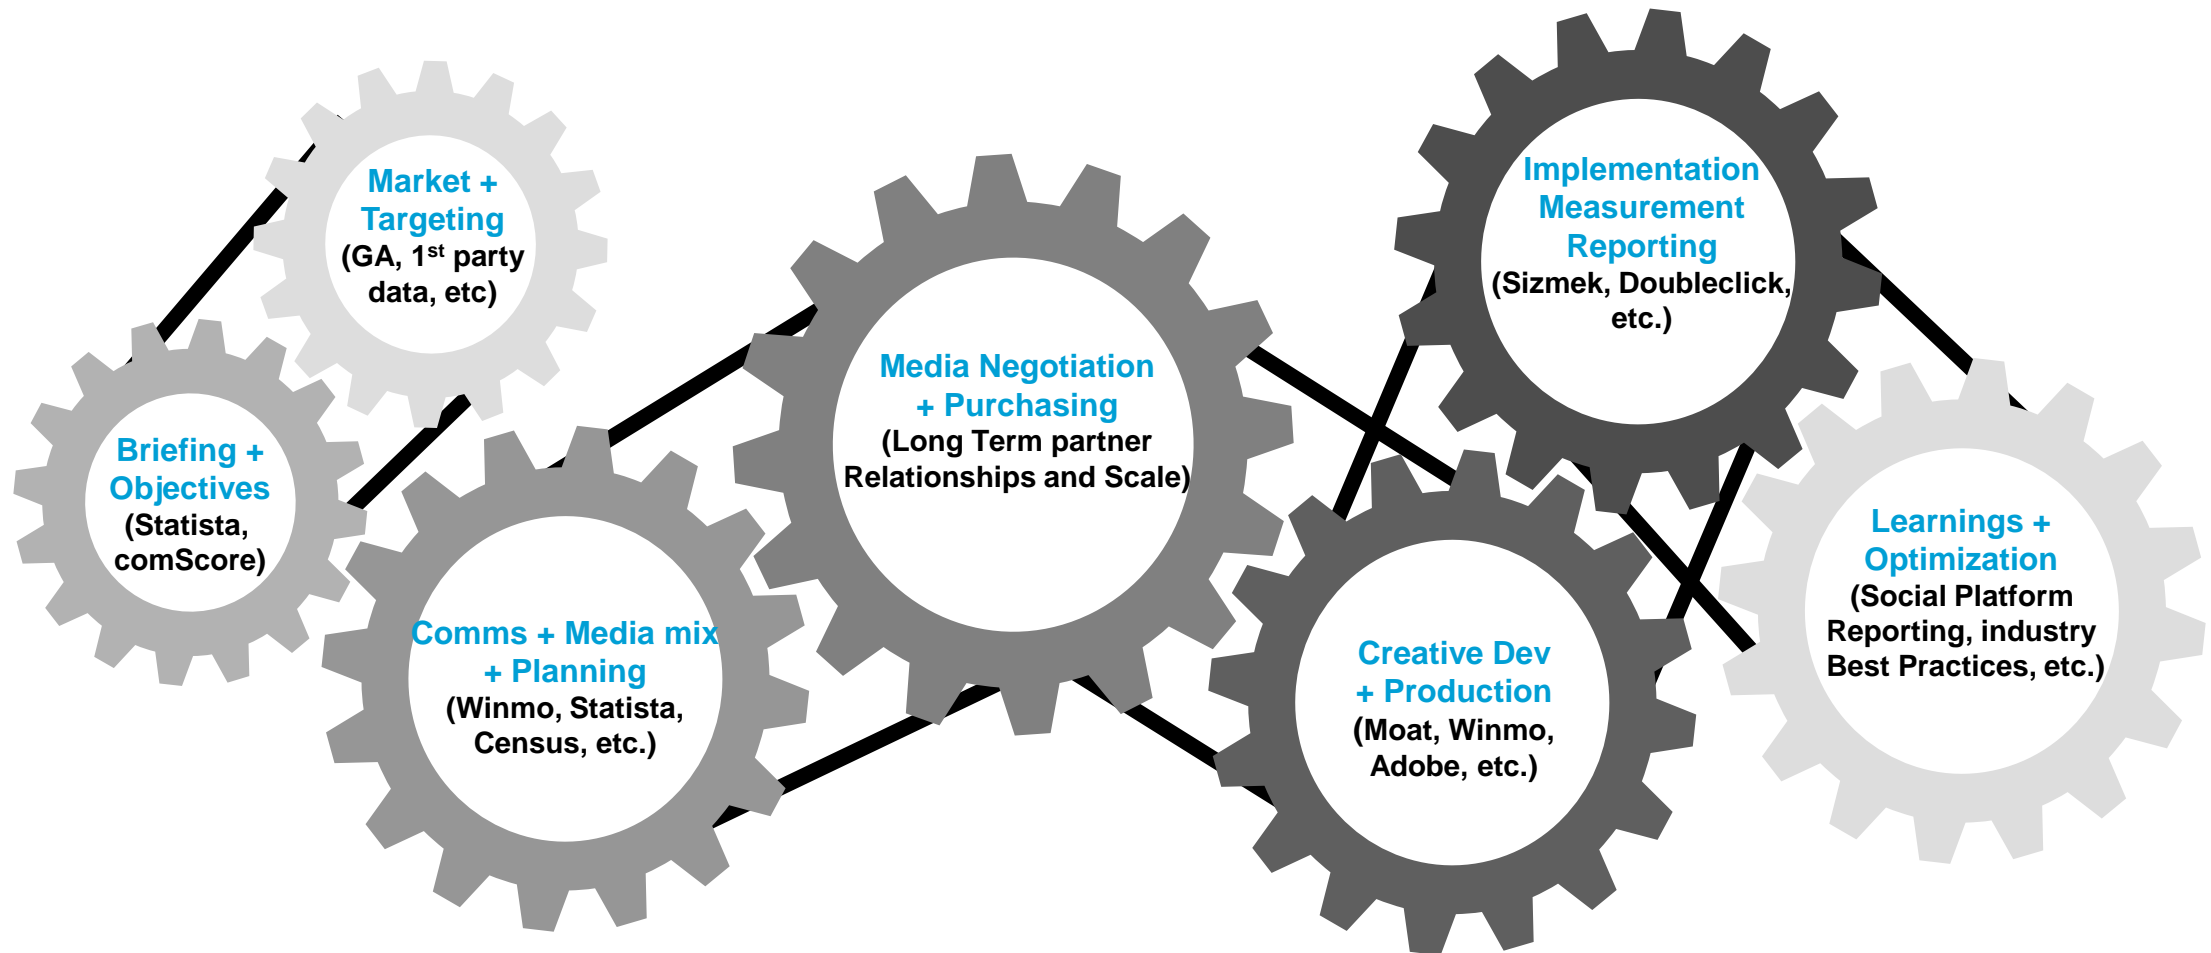 Market +
Targeting
(GA, 1st party
data, etc)
Briefing +
Objectives
(Statista,
comScore)
Comms + Media mix
+ Planning
(Winmo, Statista,
Census, etc.)
Media Negotiation
+ Purchasing
(Long Term partner
Relationships and Scale)
Creative Dev
+ Production
(Moat, Winmo,
Adobe, etc.)
Implementation
Measurement
Reporting
(Sizmek, Doubleclick,
etc.)
Learnings +
Optimization
(Social Platform
Reporting, industry
Best Practices, etc.)